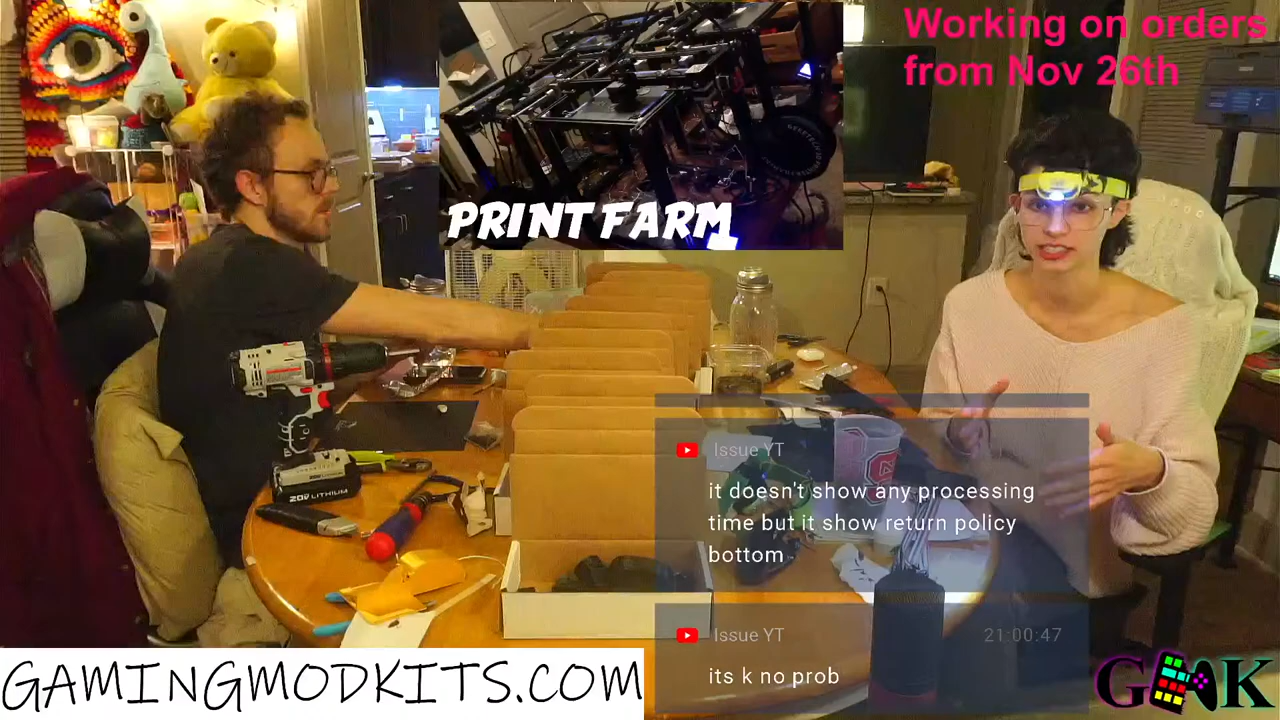 Working on orders
from Nov 26th
PRINT FARM
20V LITHIUM
Issue YT
it doesn't show any processing
time but it show return policy
bottom
Issue YT 21:00:47
its k no prob
GAMINGMODKITS.COM
G K